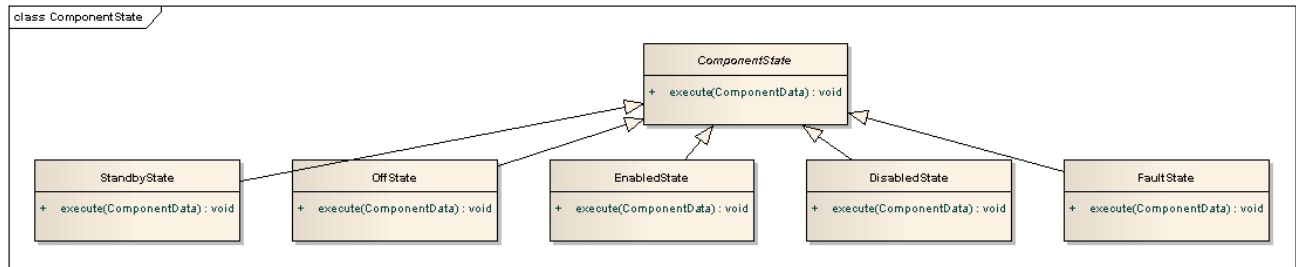 class ComponentState
ComponentState
+ execute(ComponentData) : void
StandbyState
+ execute(ComponentData) : void
OffState
+ execute(ComponentData) : void
EnabledState
+ execute(ComponentData) : void
DisabledState
+ execute(ComponentData) : void
FaultState
+ execute(ComponentData) : void